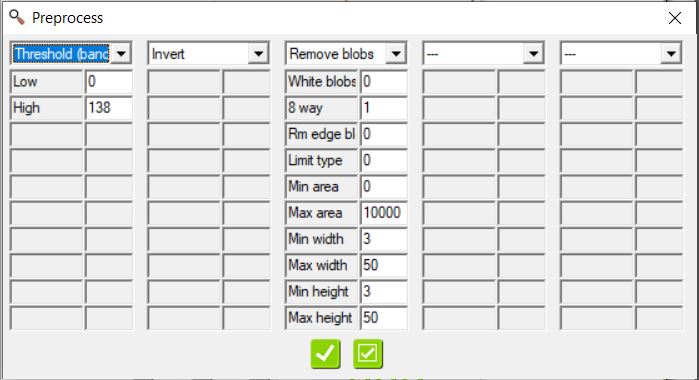 Preprocess
Threshold (banc Invert Remove blobs --- ---
Low 0 White blobs 0
High 138 8 way 1
Rm edge bl 0
Limit type 0
Min area 0
Max area 10000
Min width 3
Max width 50
Min height 3
Max height 50